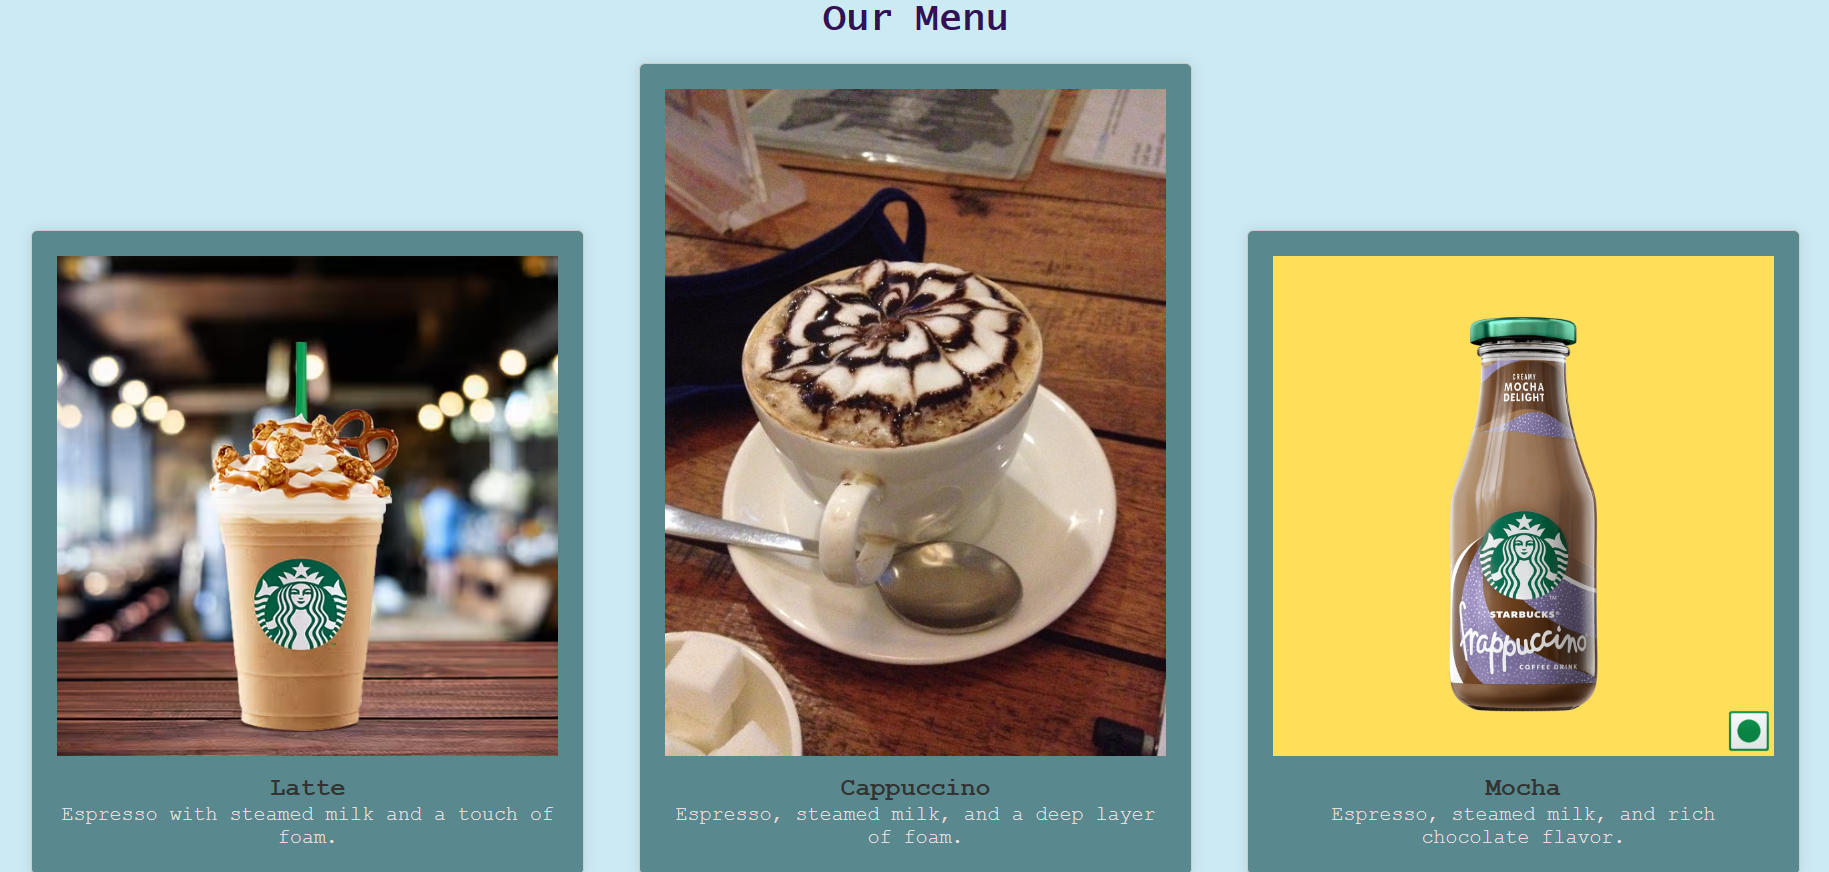 Our Menu
CREAMY
MOCHA
DELIGHT
STARBUCKS
frappuccino
COFFEE DRINK
Latte
Espresso with steamed milk and a touch of
foam.
Cappuccino
Espresso, steamed milk, and a deep layer
of foam.
Mocha
Espresso, steamed milk, and rich
chocolate flavor.